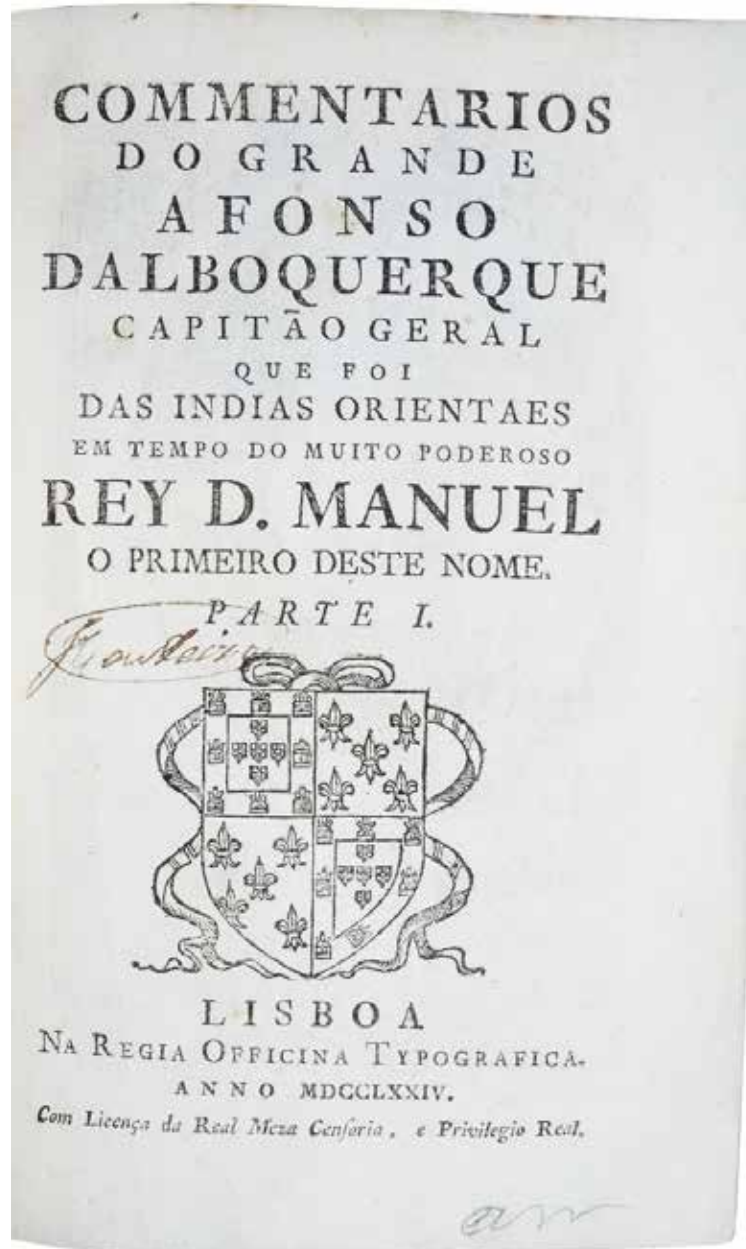 COMMENTARIOS
DO GRANDE
AFONSO
DALBOQUERQUE
CAPITÃO GERAL
QUE FOI
DAS INDIAS ORIENTAES
EM TEMPO DO MUITO PODEROSO
REY D. MANUEL
O PRIMEIRO DESTE NOME.
PARTE I.
LISBOA
NA REGIA OFFICINA TYPOGRAFICA.
ANNO MDCCLXXIV.
Com Licença da Real Meza Censoria, e Privilegio Real.